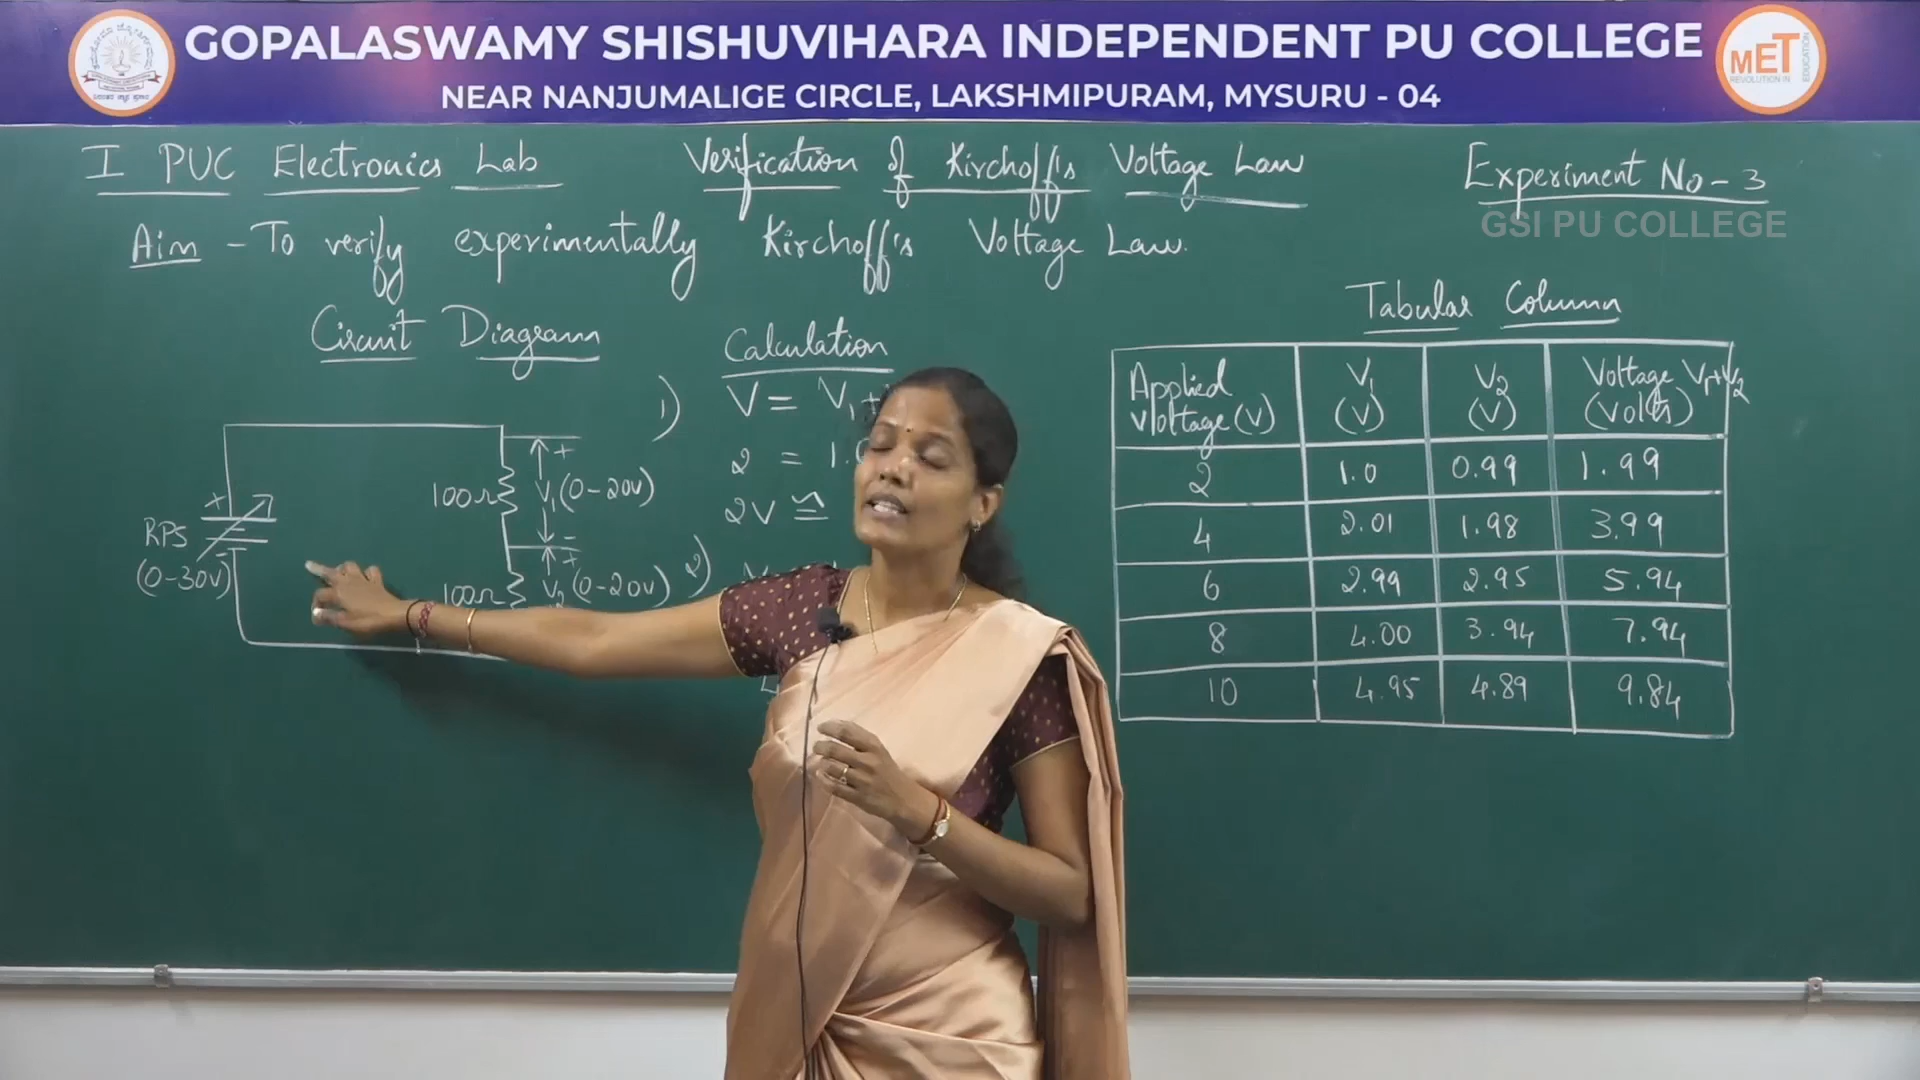 GOPALASWAMY SHISHUVIHARA INDEPENDENT PU COLLEGE
NEAR NANJUMALIGE CIRCLE, LAKSHMIPURAM, MYSURU - 04
MET
REVOLUTION IN EDUCATION
I PUC Electronics Lab
Verification of Kirchoff's Voltage Law
Experiment No - 3
GSI PU COLLEGE
Aim - To verify experimentally Kirchoff's Voltage Law.
Circuit Diagram
RPS
(0-30V)
+
-
100Ω
+
V₁ (0-20V)
-
+
100Ω
V₂ (0-20V)
Calculation
1) V = V₁ +
2 = 1.
2V ≅
2)
Tabular Column
Applied Voltage (V) V₁ (V) V₂ (V) Voltage V₁+V₂ (Volts)
2 1.0 0.99 1.99
4 2.01 1.98 3.99
6 2.99 2.95 5.94
8 4.00 3.94 7.94
10 4.95 4.89 9.84